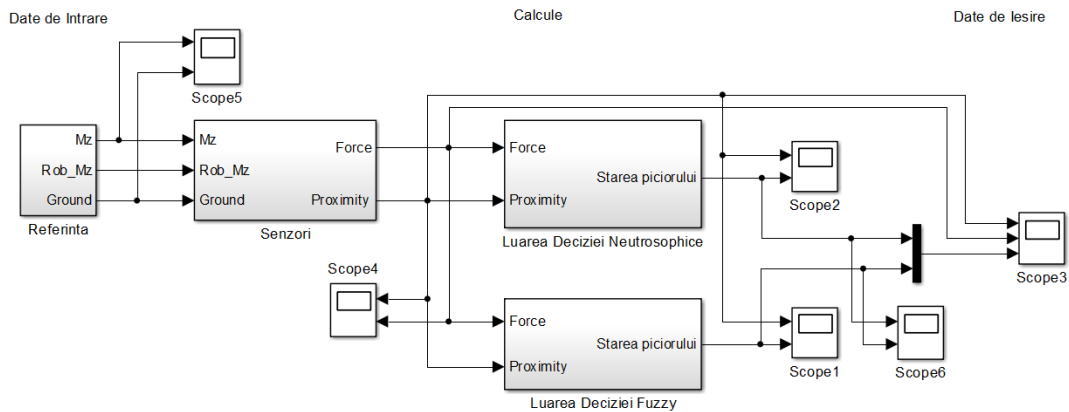 Date de Intrare
Calcule
Date de Iesire
Scope5
Mz
Rob_Mz
Ground
Referinta
Mz
Rob_Mz
Ground
Force
Proximity
Senzori
Force
Proximity
Starea piciorului
Luarea Deciziei Neutrosophice
Scope2
Scope3
Scope4
Force
Proximity
Starea piciorului
Luarea Deciziei Fuzzy
Scope1
Scope6